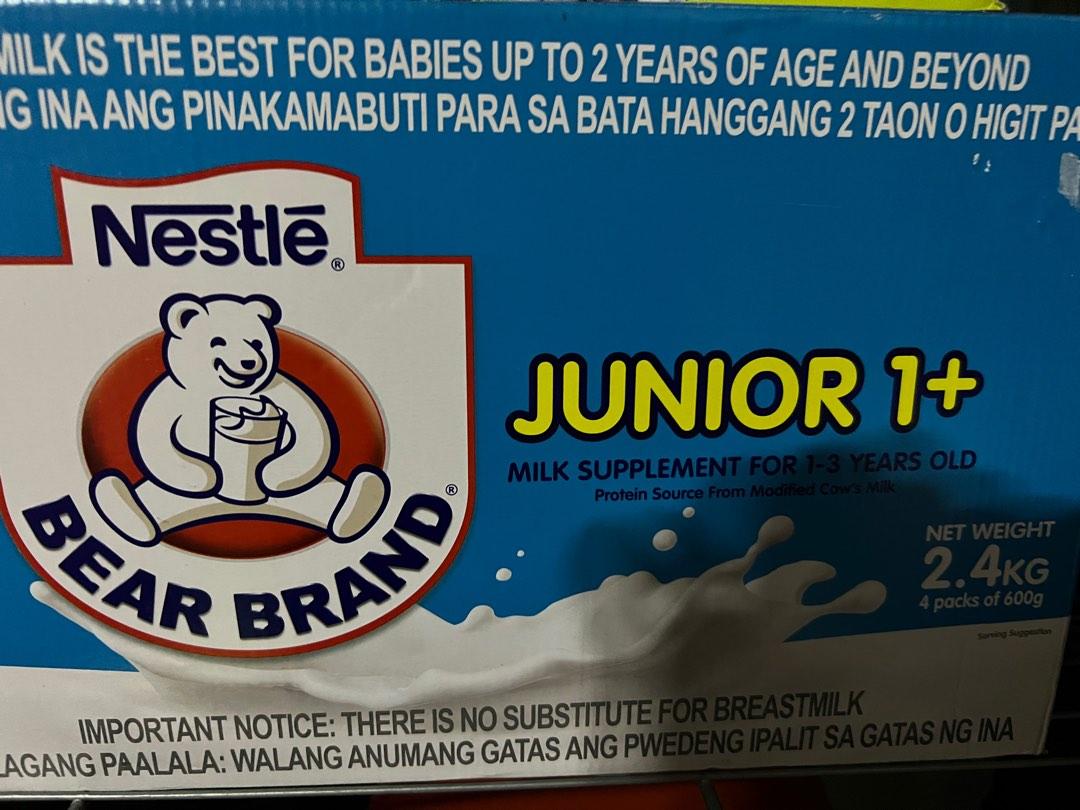 MILK IS THE BEST FOR BABIES UP TO 2 YEARS OF AGE AND BEYOND
NG INA ANG PINAKAMABUTI PARA SA BATA HANGGANG 2 TAON O HIGIT PA
Nestlé®
BEAR BRAND®
JUNIOR 1+
MILK SUPPLEMENT FOR 1-3 YEARS OLD
Protein Source From Modified Cow's Milk
NET WEIGHT
2.4KG
4 packs of 600g
Serving Suggestion
IMPORTANT NOTICE: THERE IS NO SUBSTITUTE FOR BREASTMILK
LAGANG PAALALA: WALANG ANUMANG GATAS ANG PWEDENG IPALIT SA GATAS NG INA